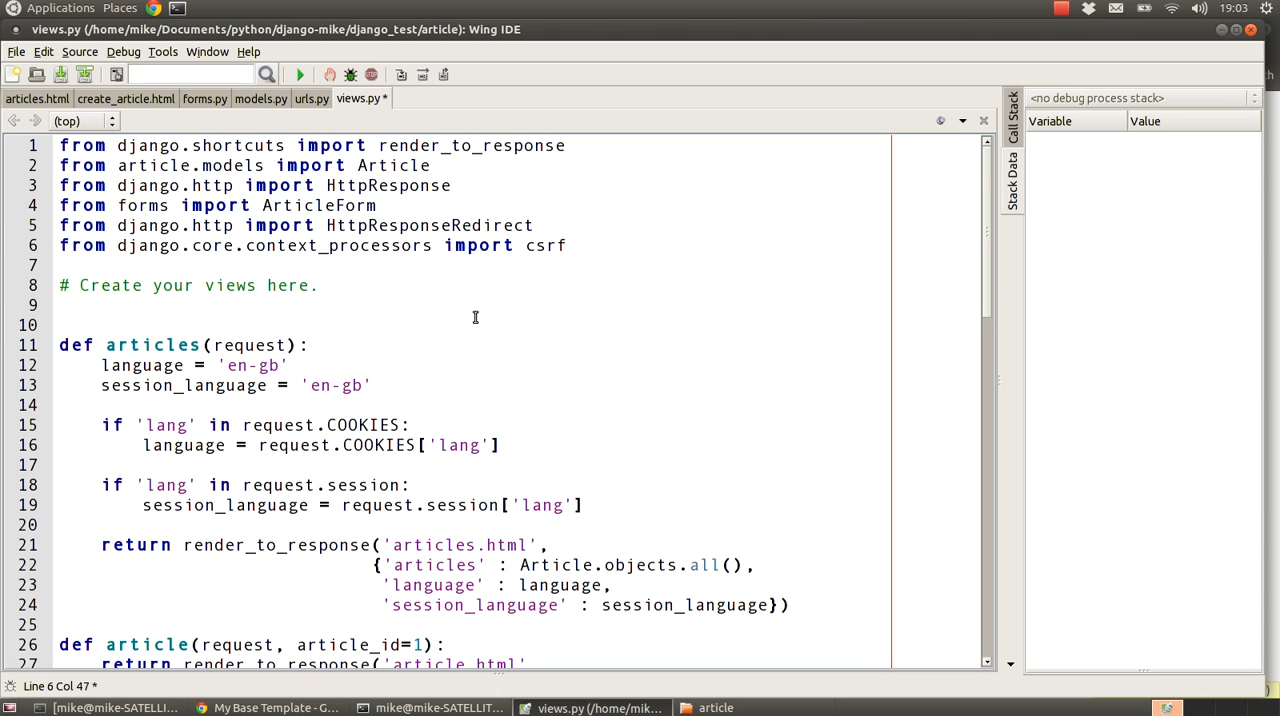 Applications Places 19:03
views.py (/home/mike/Documents/python/django-mike/django_test/article): Wing IDE
File Edit Source Debug Tools Window Help
articles.html create_article.html forms.py models.py urls.py views.py * <no debug process stack>
(top) Variable Value
Call Stack
Stack Data
1 from django.shortcuts import render_to_response
2 from article.models import Article
3 from django.http import HttpResponse
4 from forms import ArticleForm
5 from django.http import HttpResponseRedirect
6 from django.core.context_processors import csrf
7
8 # Create your views here.
9
10
11 def articles(request):
12 language = 'en-gb'
13 session_language = 'en-gb'
14
15 if 'lang' in request.COOKIES:
16 language = request.COOKIES['lang']
17
18 if 'lang' in request.session:
19 session_language = request.session['lang']
20
21 return render_to_response('articles.html',
22 {'articles' : Article.objects.all(),
23 'language' : language,
24 'session_language' : session_language})
25
26 def article(request, article_id=1):
27 return render_to_response('article.html'
Line 6 Col 47 *
[mike@mike-SATELLI... My Base Template - G... mike@mike-SATELLIT... views.py (/home/mik... article